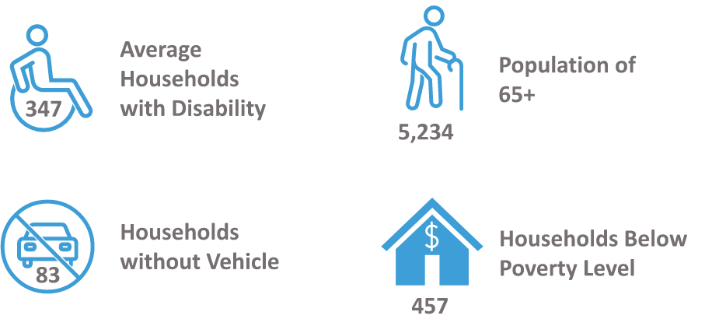 347
Average
Households
with Disability
5,234
Population of
65+
83
Households
without Vehicle
$
457
Households Below
Poverty Level